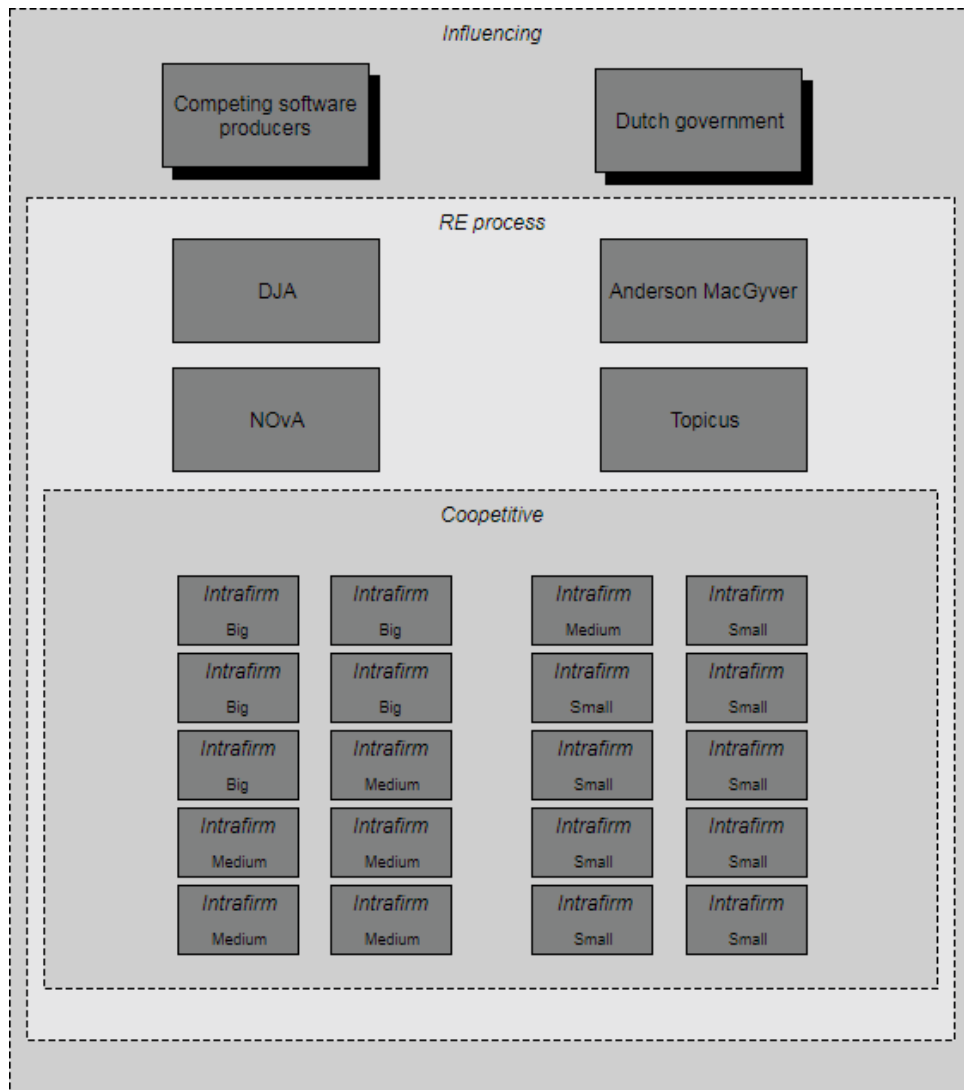 Influencing
Competing software
producers
Dutch government
RE process
DJA
Anderson MacGyver
NOvA
Topicus
Coopetitive
Intrafirm
Big
Intrafirm
Big
Intrafirm
Medium
Intrafirm
Small
Intrafirm
Big
Intrafirm
Big
Intrafirm
Small
Intrafirm
Small
Intrafirm
Big
Intrafirm
Medium
Intrafirm
Small
Intrafirm
Small
Intrafirm
Medium
Intrafirm
Medium
Intrafirm
Small
Intrafirm
Small
Intrafirm
Medium
Intrafirm
Medium
Intrafirm
Small
Intrafirm
Small